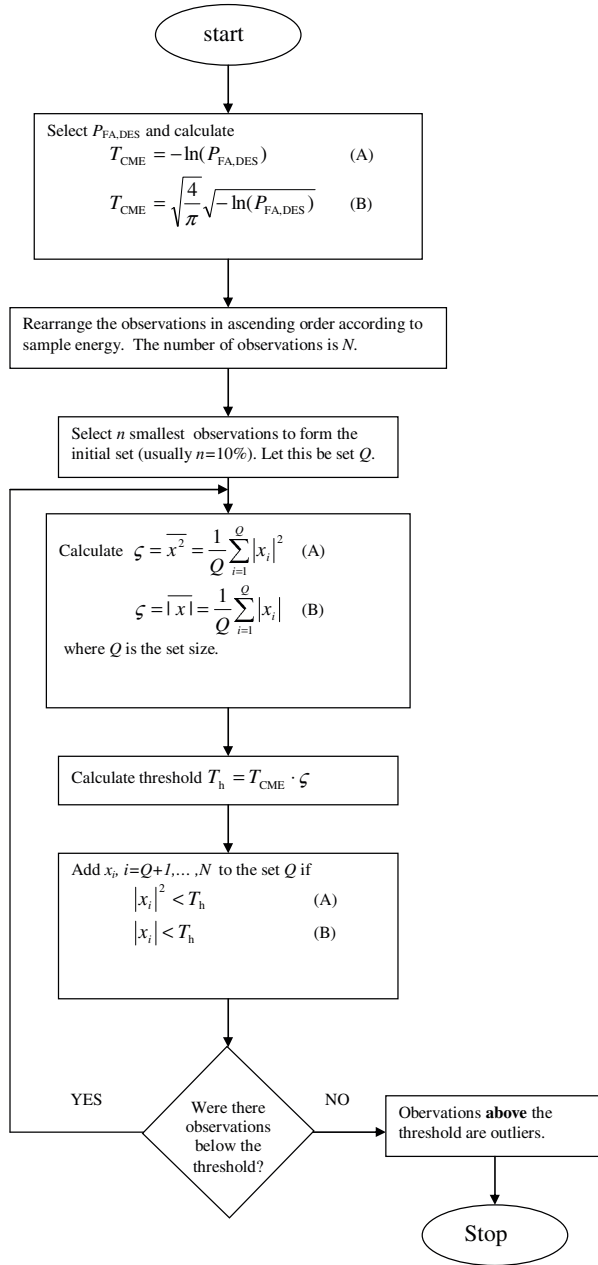 start
Select P_FA,DES and calculate
T_CME = −ln(P_FA,DES) (A)
T_CME = √(4/π) √(−ln(P_FA,DES)) (B)
Rearrange the observations in ascending order according to
sample energy. The number of observations is N.
Select n smallest observations to form the
initial set (usually n=10%). Let this be set Q.
Calculate ς = x̅²̅ = 1/Q ∑_{i=1}^{Q} |x_i|² (A)
ς = |̅ x̅ |̅ = 1/Q ∑_{i=1}^{Q} |x_i| (B)
where Q is the set size.
Calculate threshold T_h = T_CME · ς
Add x_i, i=Q+1,… ,N to the set Q if
|x_i|² < T_h (A)
|x_i| < T_h (B)
YES
Were there
observations
below the
threshold?
NO
Obervations above the
threshold are outliers.
Stop